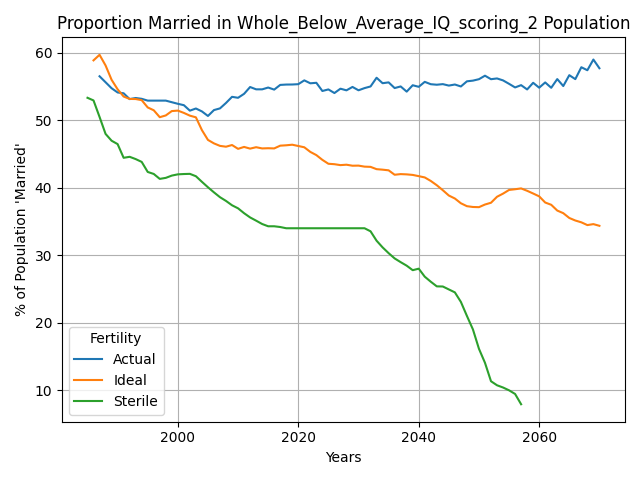 Proportion Married in Whole_Below_Average_IQ_scoring_2 Population
% of Population 'Married'
60
50
40
30
20
10
Fertility
Actual
Ideal
Sterile
2000 2020 2040 2060
Years